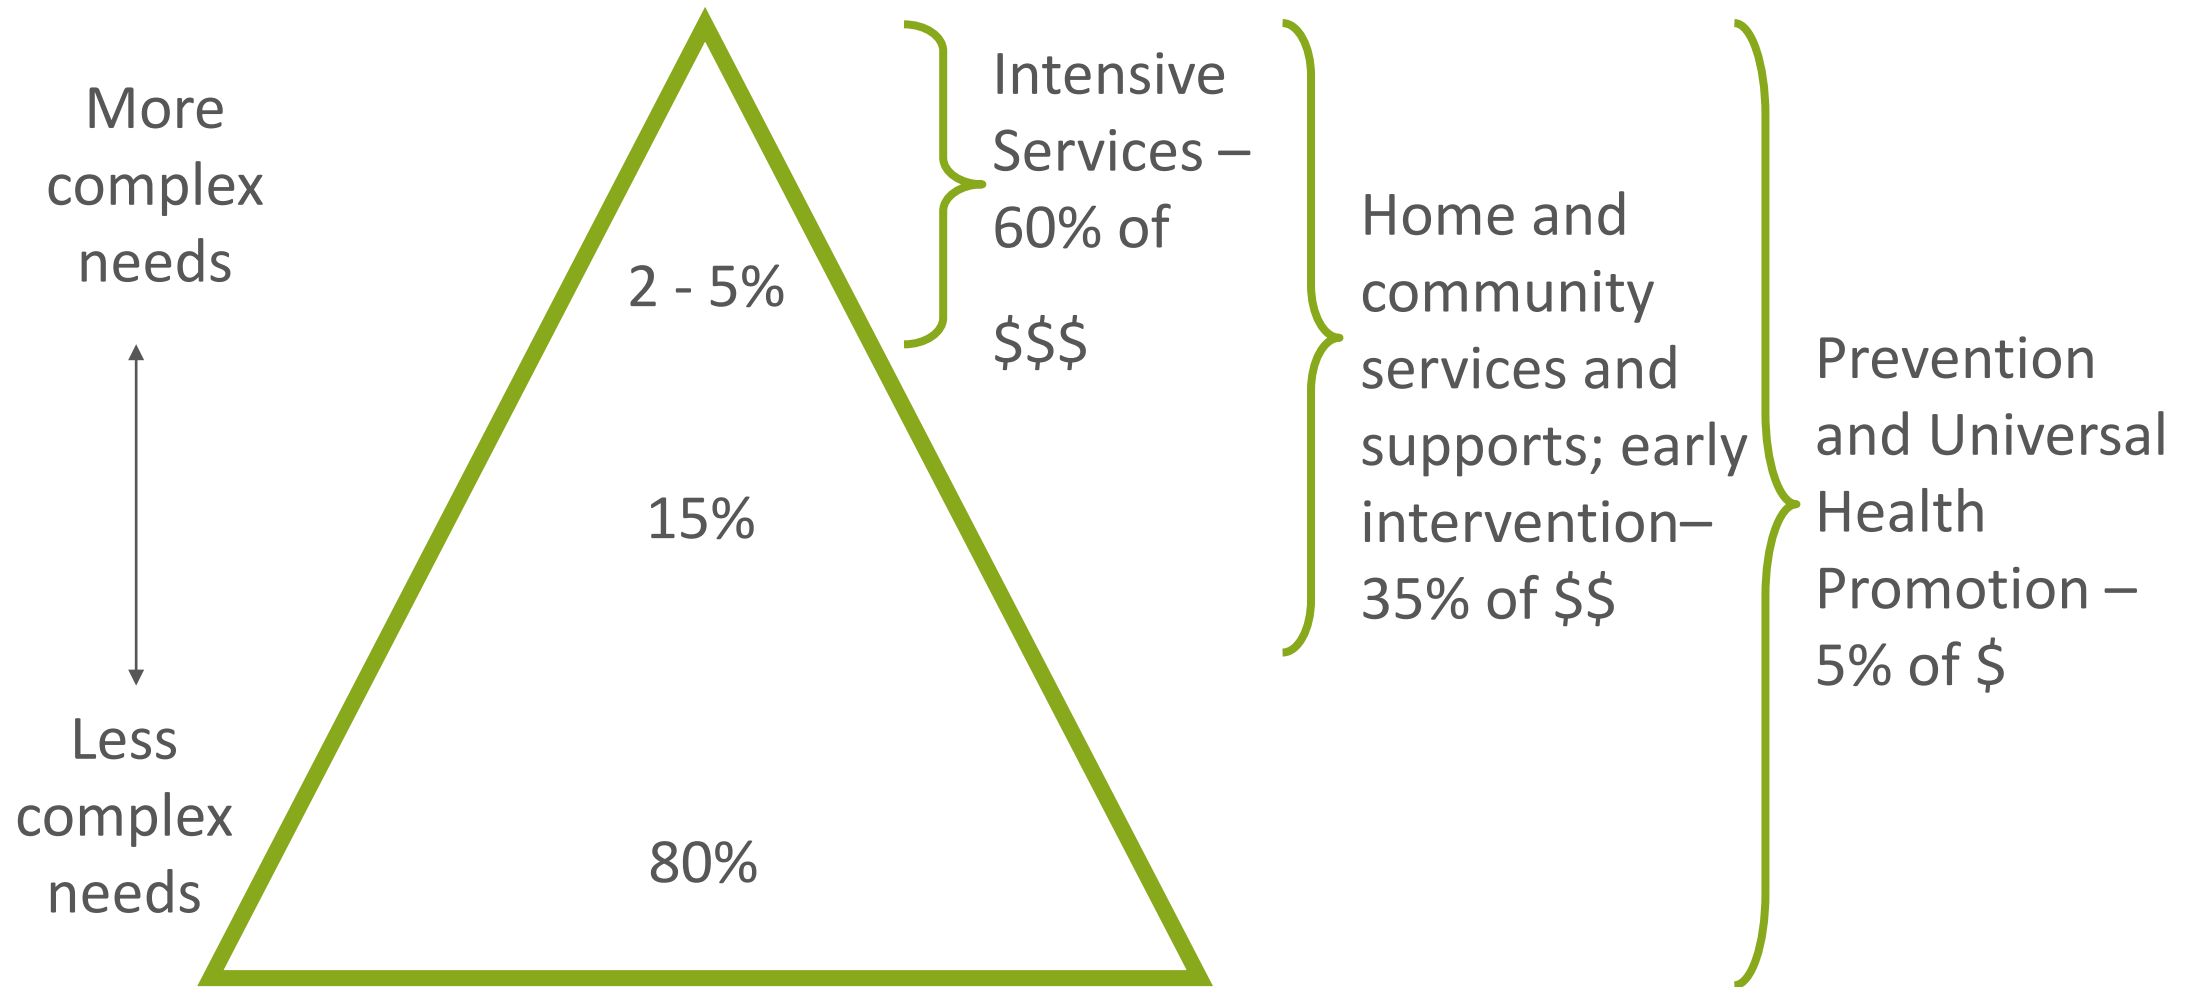 More
complex
needs
Less
complex
needs
2 - 5%
15%
80%
Intensive
Services –
60% of
$$$
Home and
community
services and
supports; early
intervention–
35% of $$
Prevention
and Universal
Health
Promotion –
5% of $